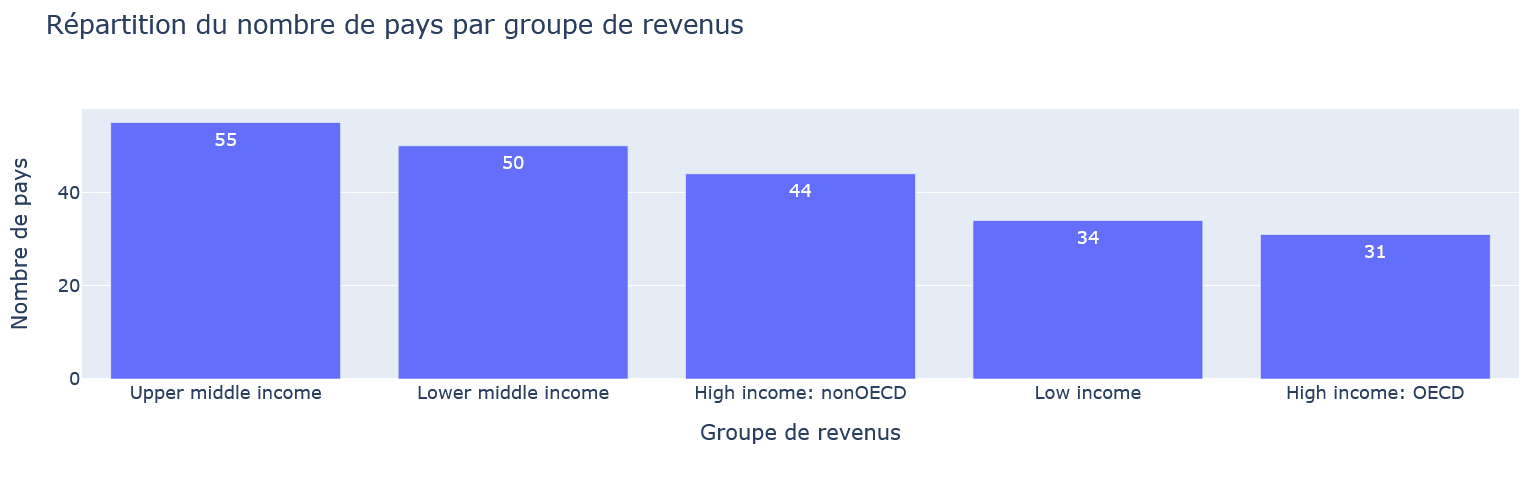 Répartition du nombre de pays par groupe de revenus
Nombre de pays
40
20
0
55
50
44
34
31
Upper middle income
Lower middle income
High income: nonOECD
Low income
High income: OECD
Groupe de revenus